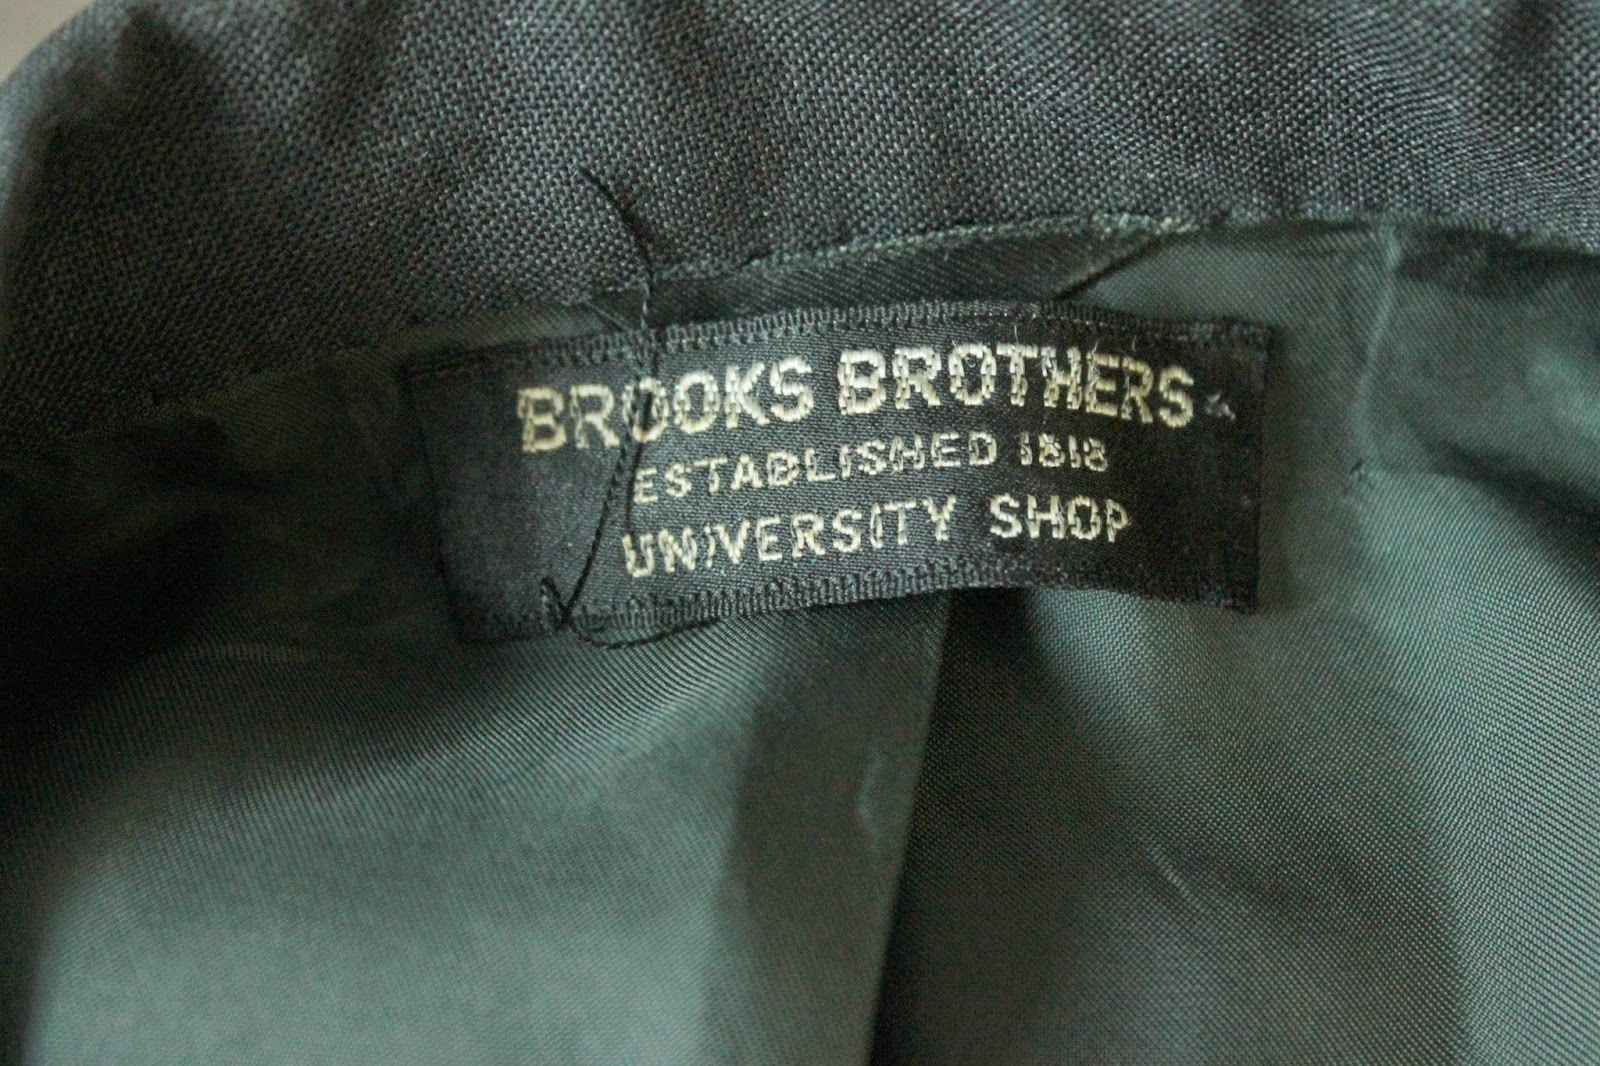 BROOKS BROTHERS
ESTABLISHED 1818
UNIVERSITY SHOP